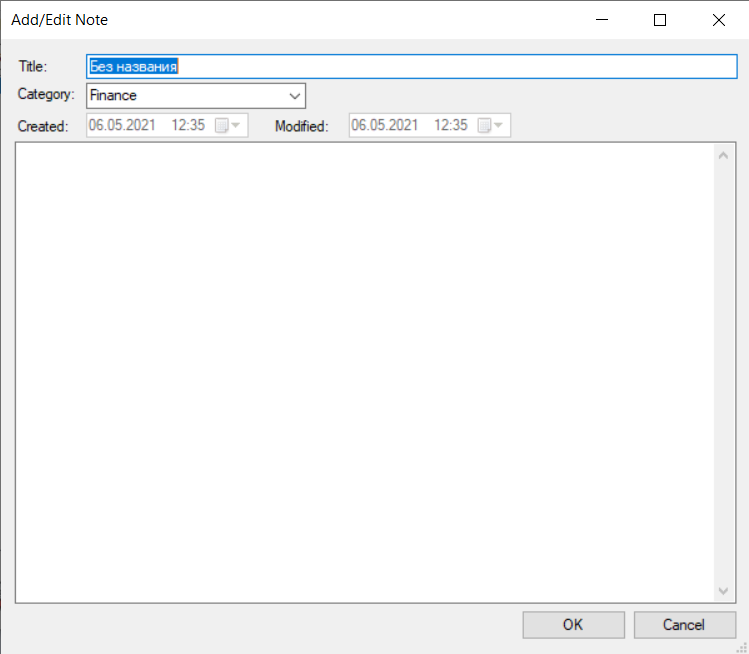 Add/Edit Note
Title: Без названия
Category: Finance
Created: 06.05.2021 12:35 Modified: 06.05.2021 12:35
OK Cancel